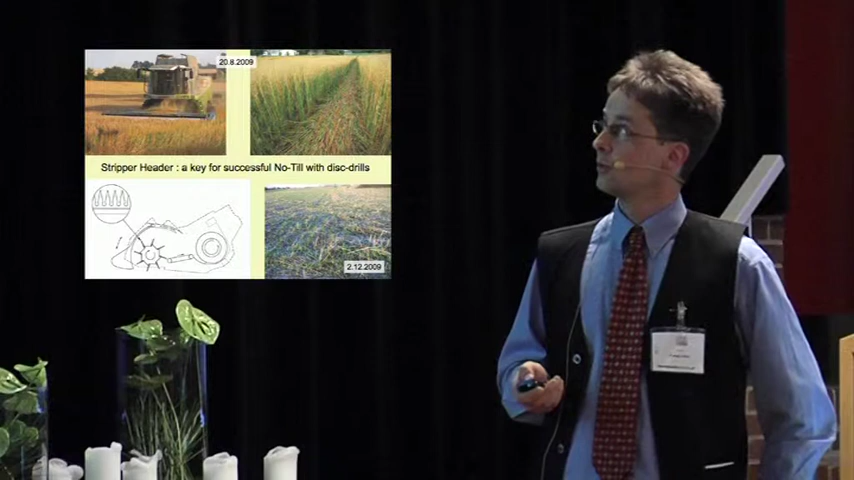 20.8.2009
Stripper Header : a key for successful No-Till with disc-drills
2.12.2009